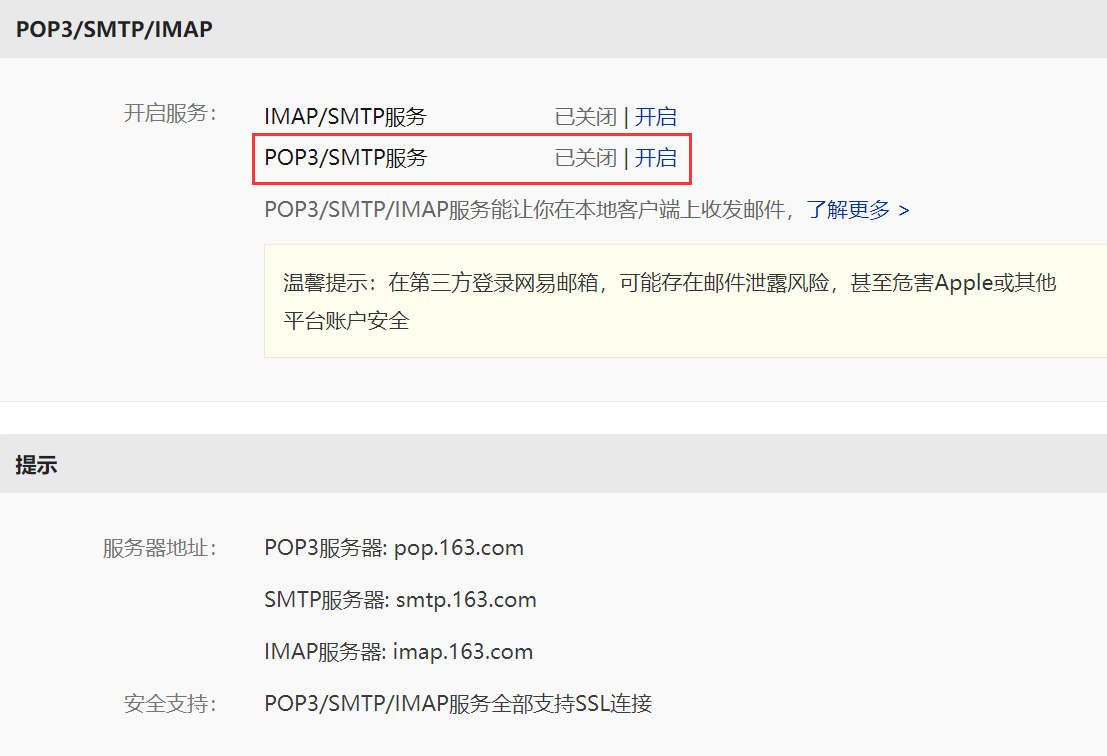 POP3/SMTP/IMAP
开启服务： IMAP/SMTP服务 已关闭 | 开启
POP3/SMTP服务 已关闭 | 开启
POP3/SMTP/IMAP服务能让你在本地客户端上收发邮件，了解更多 >
温馨提示：在第三方登录网易邮箱，可能存在邮件泄露风险，甚至危害Apple或其他
平台账户安全
提示
服务器地址： POP3服务器: pop.163.com
SMTP服务器: smtp.163.com
IMAP服务器: imap.163.com
安全支持： POP3/SMTP/IMAP服务全部支持SSL连接